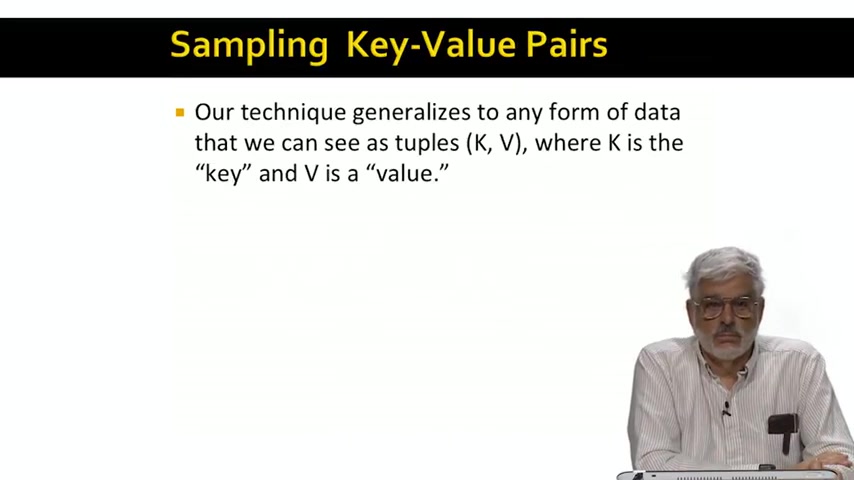 Sampling Key-Value Pairs
Our technique generalizes to any form of data
that we can see as tuples (K, V), where K is the
“key” and V is a “value.”